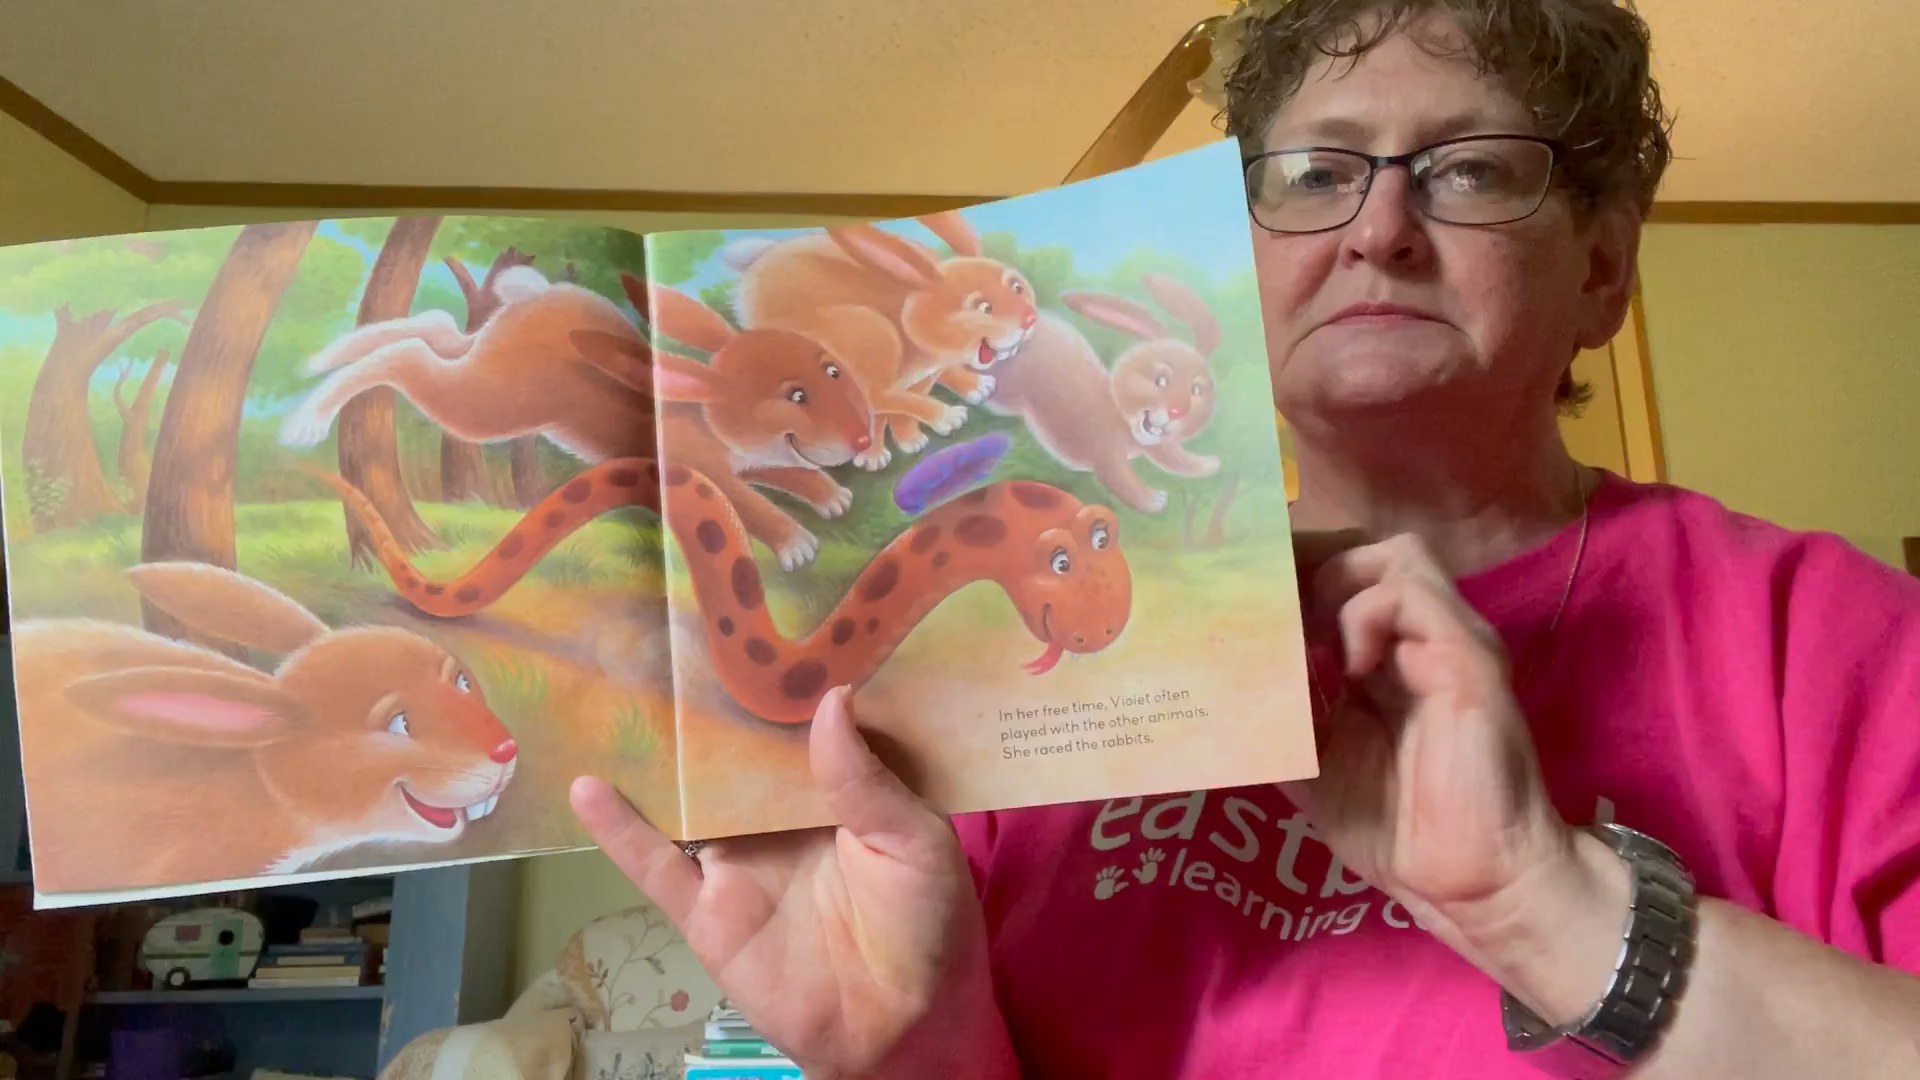 In her free time, Violet often
played with the other animals.
She raced the rabbits.
learning